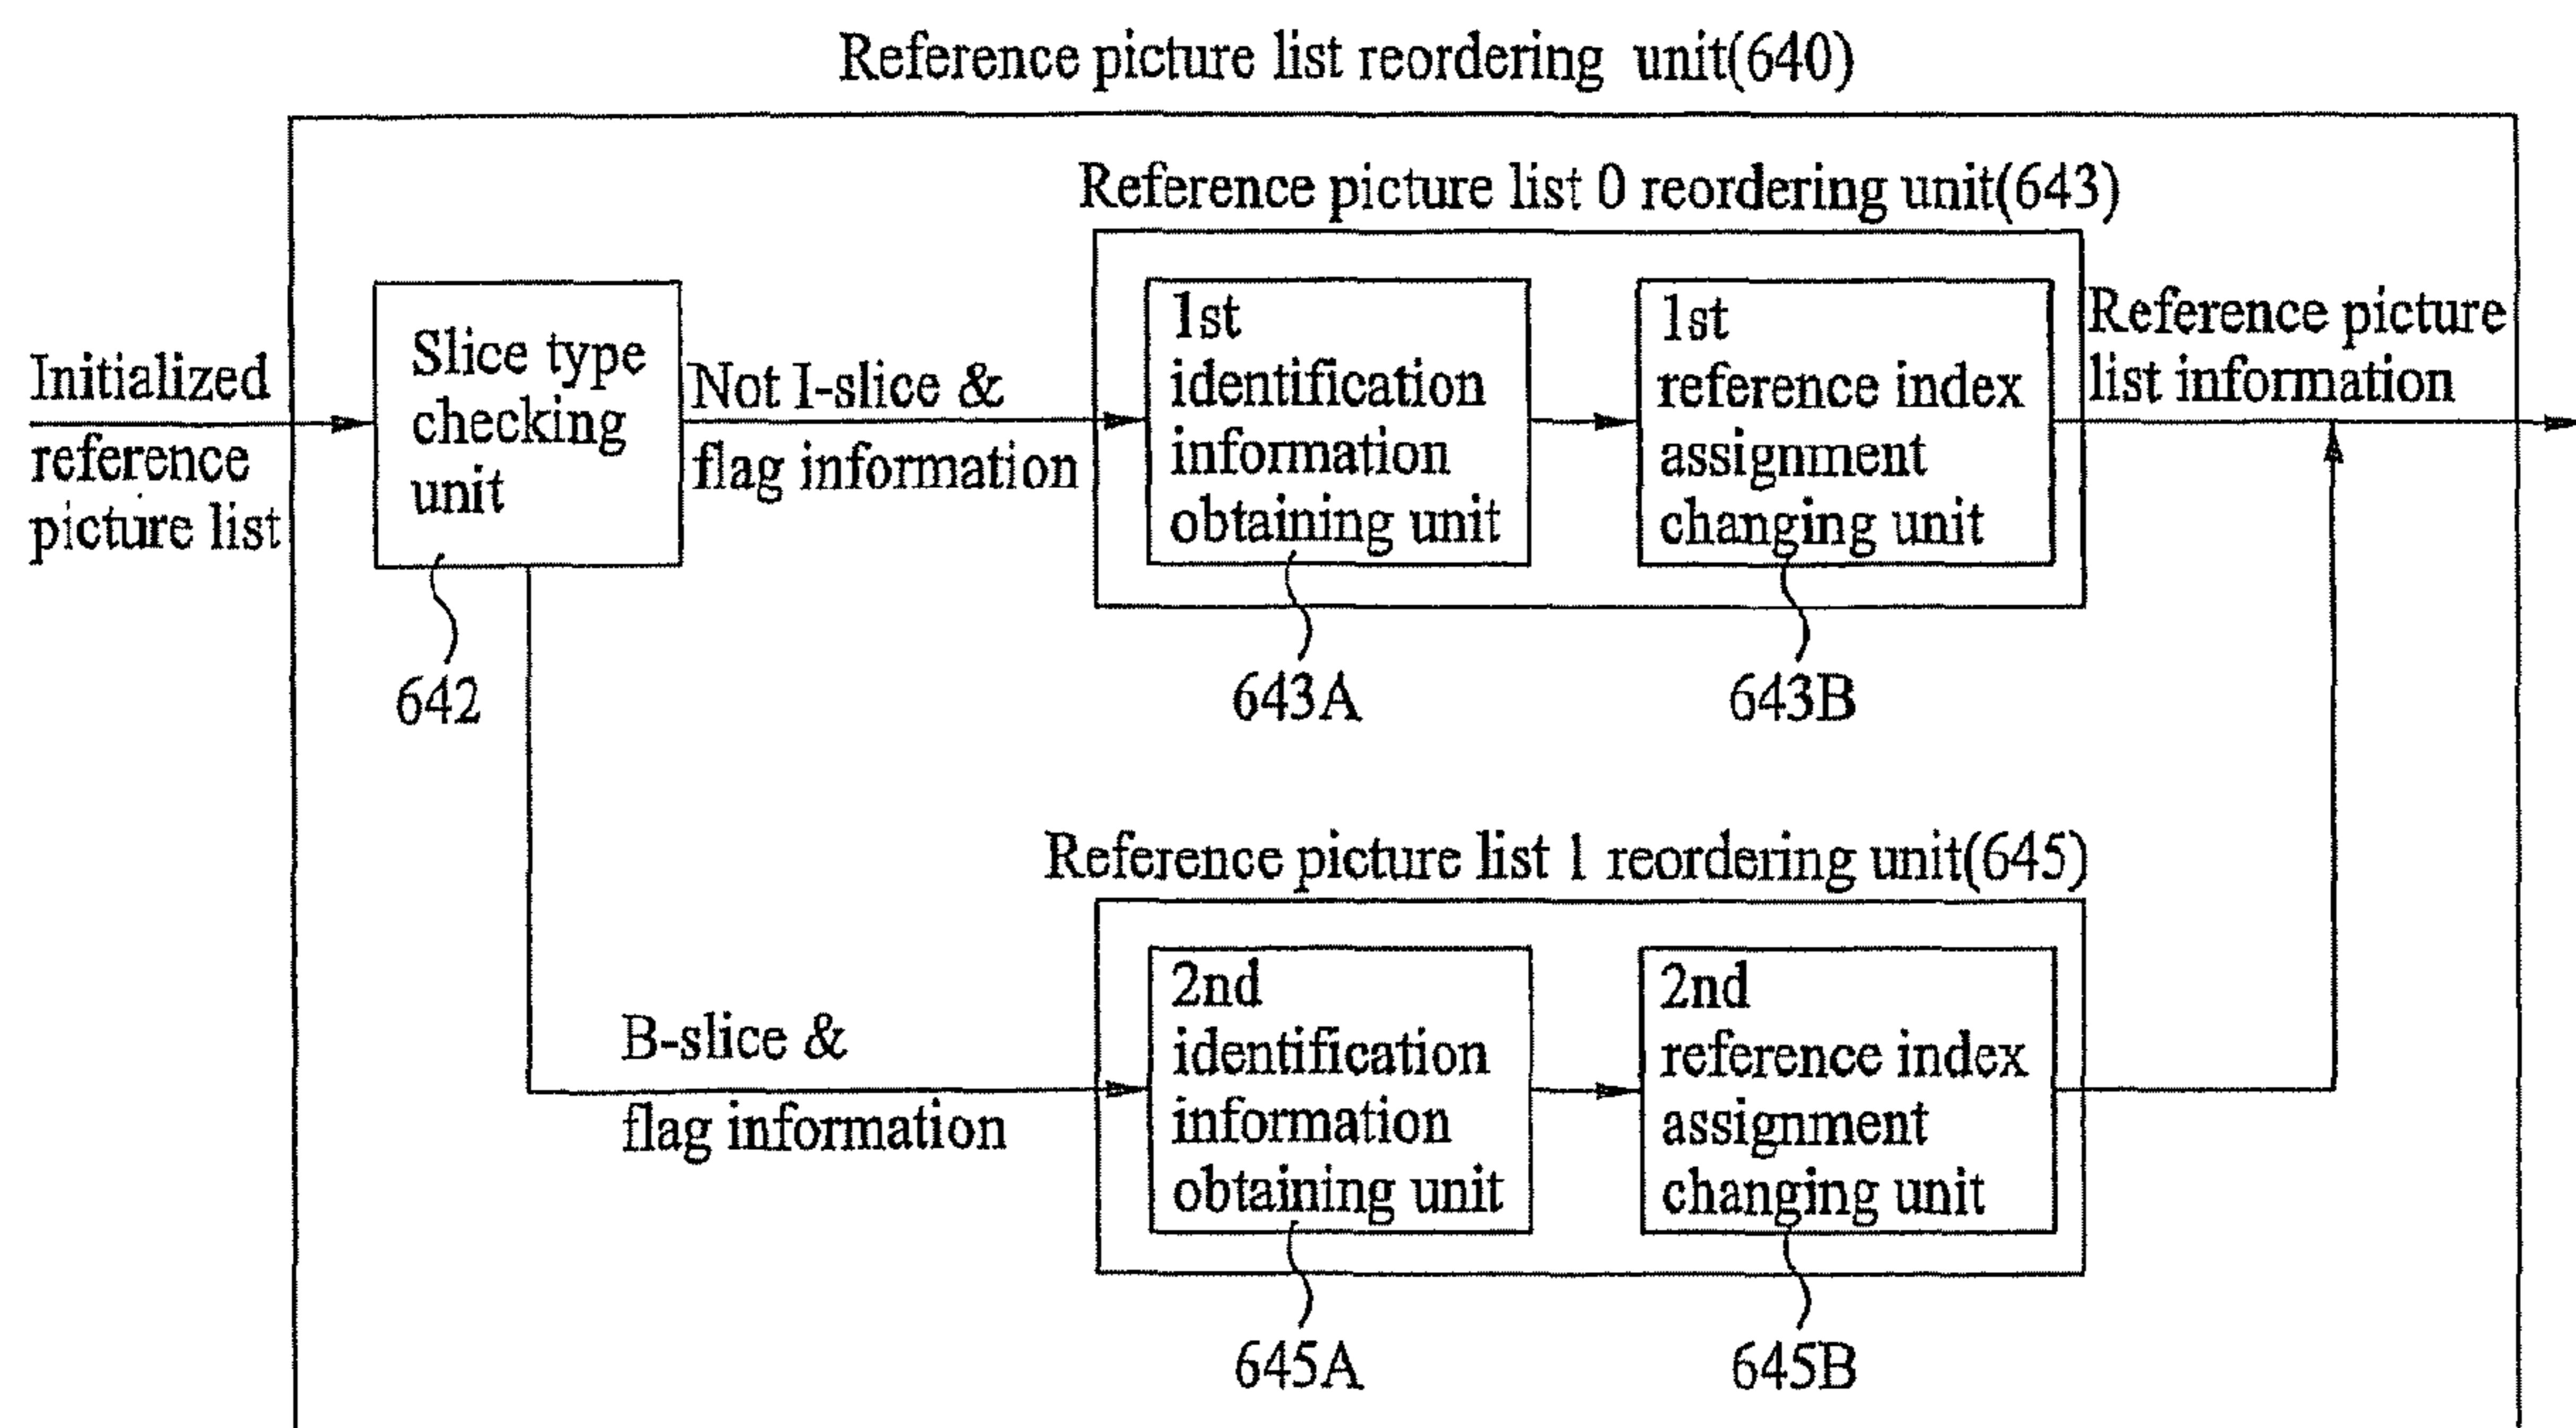 Reference picture list reordering unit(640)
Reference picture list 0 reordering unit(643)
Initialized
reference
picture list
Slice type
checking
unit
642
Not I-slice &
flag information
1st
identification
information
obtaining unit
643A
1st
reference index
assignment
changing unit
643B
Reference picture
list information
Reference picture list 1 reordering unit(645)
B-slice &
flag information
2nd
identification
information
obtaining unit
645A
2nd
reference index
assignment
changing unit
645B